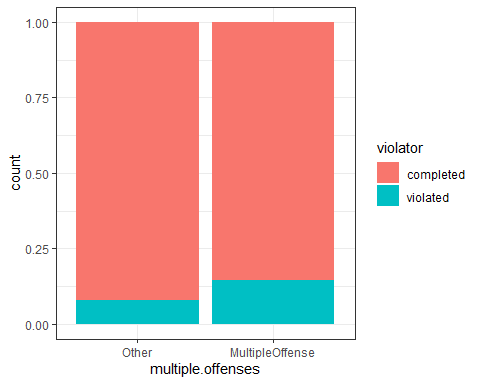 1.00
0.75
0.50
0.25
0.00
count
Other
MultipleOffense
multiple.offenses
violator
completed
violated